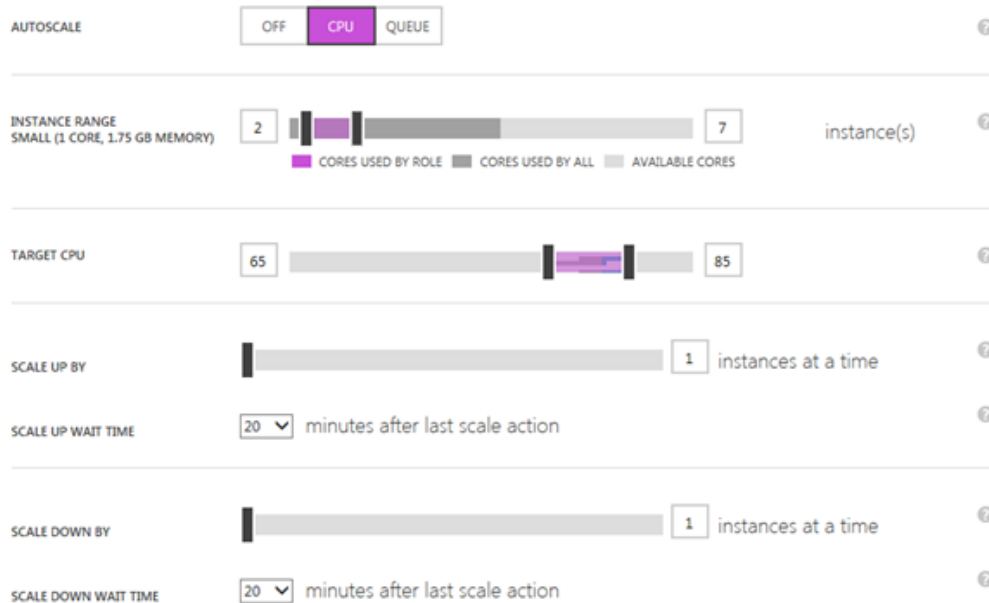 AUTOSCALE OFF CPU QUEUE ?
INSTANCE RANGE
SMALL (1 CORE, 1.75 GB MEMORY) 2 7 instance(s) ?
CORES USED BY ROLE CORES USED BY ALL AVAILABLE CORES
TARGET CPU 65 85 ?
SCALE UP BY 1 instances at a time ?
SCALE UP WAIT TIME 20 minutes after last scale action ?
SCALE DOWN BY 1 instances at a time ?
SCALE DOWN WAIT TIME 20 minutes after last scale action ?